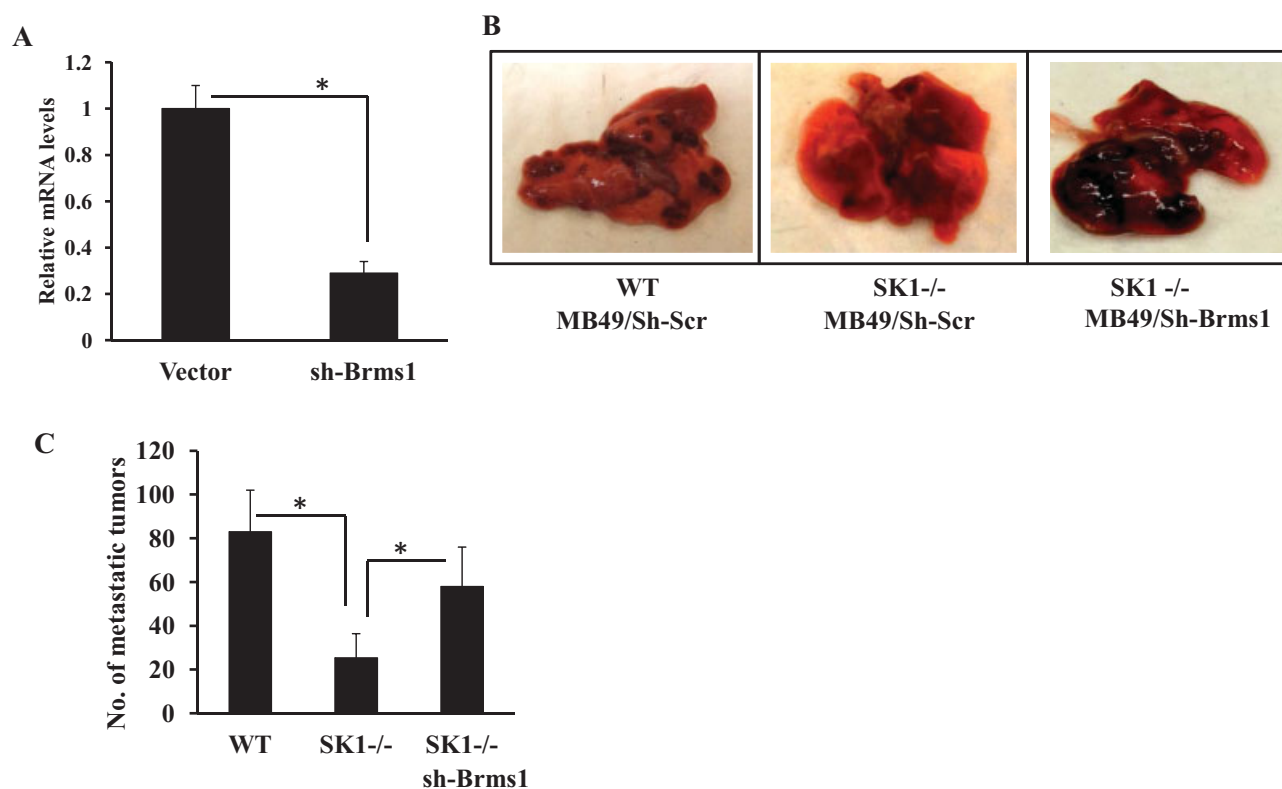 A
Relative mRNA levels
1.2
1
0.8
0.6
0.4
0.2
0
*
Vector sh-Brms1
B
WT
MB49/Sh-Scr
SK1-/-
MB49/Sh-Scr
SK1 -/-
MB49/Sh-Brms1
C
No. of metastatic tumors
120
100
80
60
40
20
0
*
*
WT SK1-/- SK1-/-
sh-Brms1